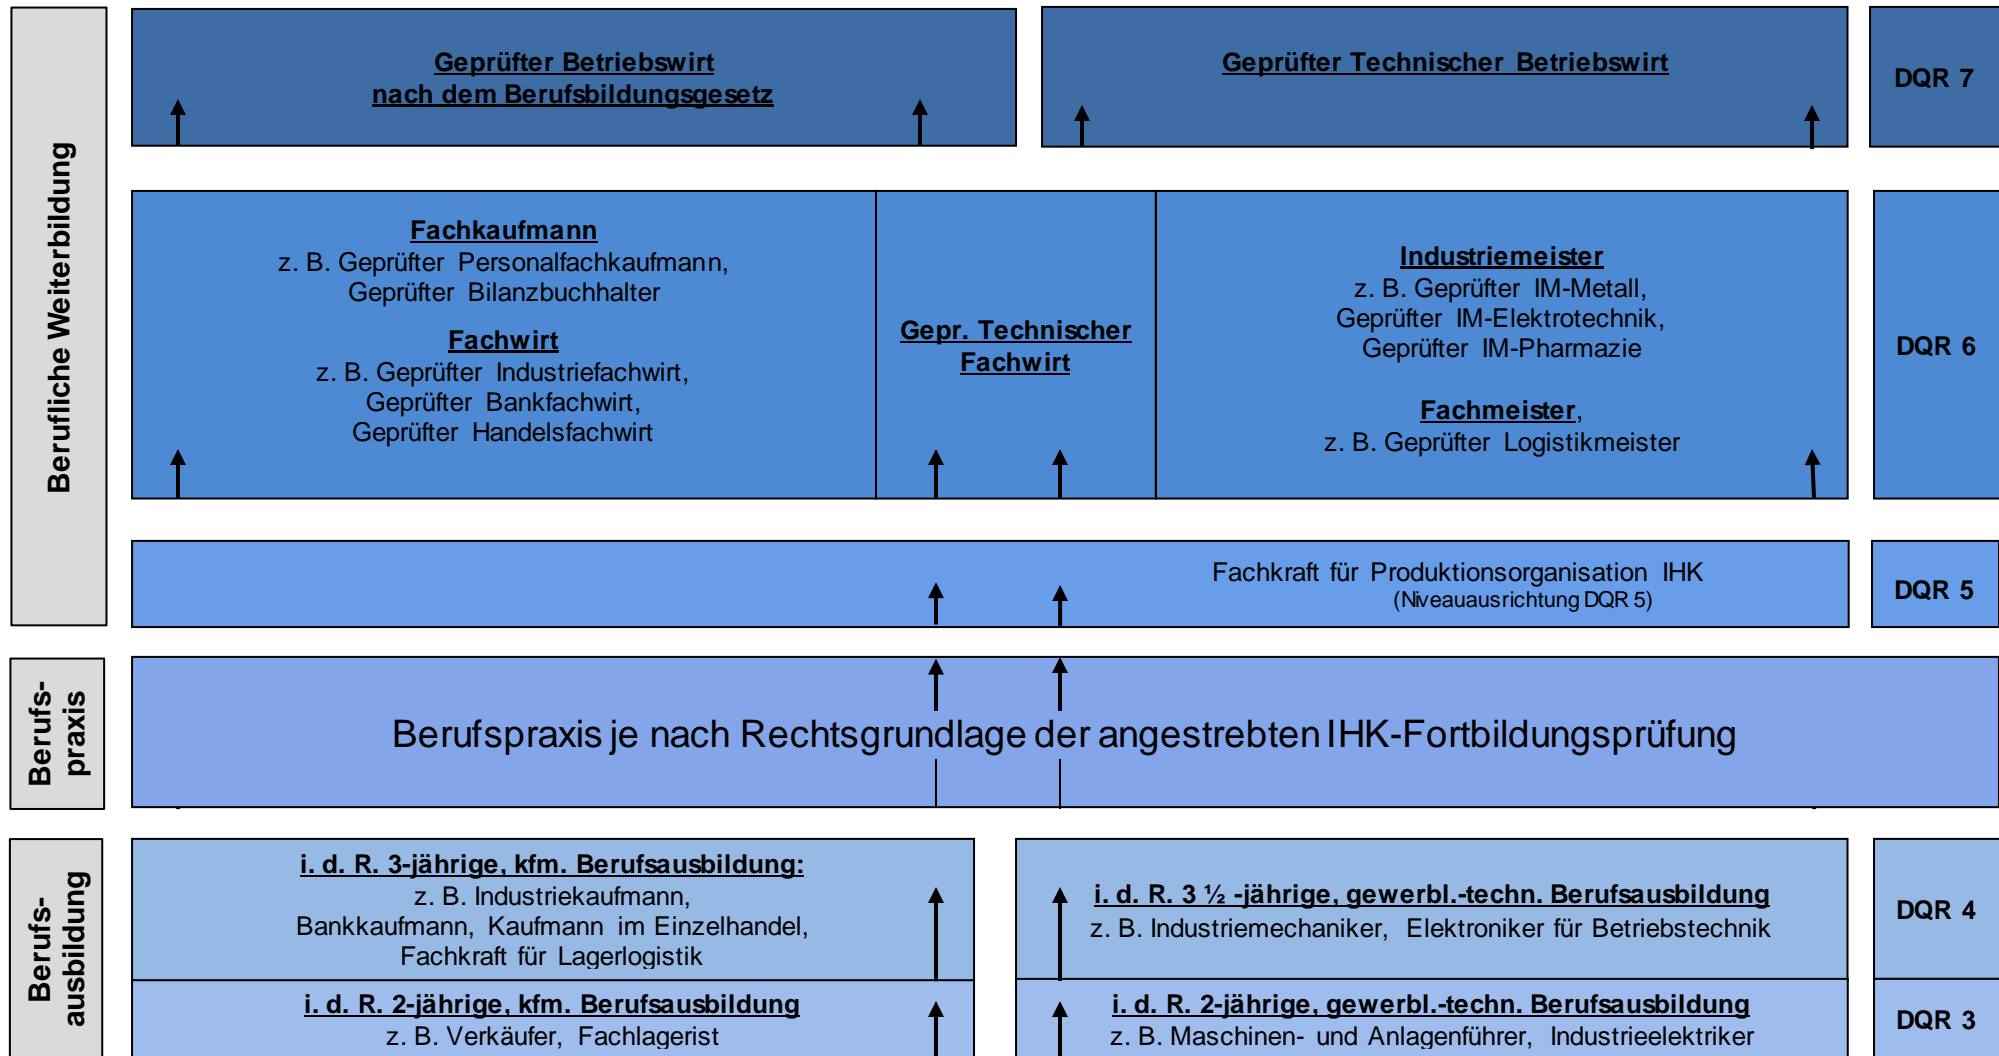 Berufliche Weiterbildung
Geprüfter Betriebswirt
nach dem Berufsbildungsgesetz
Geprüfter Technischer Betriebswirt
DQR 7
Fachkaufmann
z. B. Geprüfter Personalfachkaufmann,
Geprüfter Bilanzbuchhalter
Fachwirt
z. B. Geprüfter Industriefachwirt,
Geprüfter Bankfachwirt,
Geprüfter Handelsfachwirt
Gepr. Technischer
Fachwirt
Industriemeister
z. B. Geprüfter IM-Metall,
Geprüfter IM-Elektrotechnik,
Geprüfter IM-Pharmazie
Fachmeister,
z. B. Geprüfter Logistikmeister
DQR 6
Fachkraft für Produktionsorganisation IHK
(Niveauausrichtung DQR 5)
DQR 5
Berufs-
praxis
Berufspraxis je nach Rechtsgrundlage der angestrebten IHK-Fortbildungsprüfung
Berufs-
ausbildung
i. d. R. 3-jährige, kfm. Berufsausbildung:
z. B. Industriekaufmann,
Bankkaufmann, Kaufmann im Einzelhandel,
Fachkraft für Lagerlogistik
i. d. R. 3 ½ -jährige, gewerbl.-techn. Berufsausbildung
z. B. Industriemechaniker, Elektroniker für Betriebstechnik
DQR 4
i. d. R. 2-jährige, kfm. Berufsausbildung
z. B. Verkäufer, Fachlagerist
i. d. R. 2-jährige, gewerbl.-techn. Berufsausbildung
z. B. Maschinen- und Anlagenführer, Industrieelektriker
DQR 3